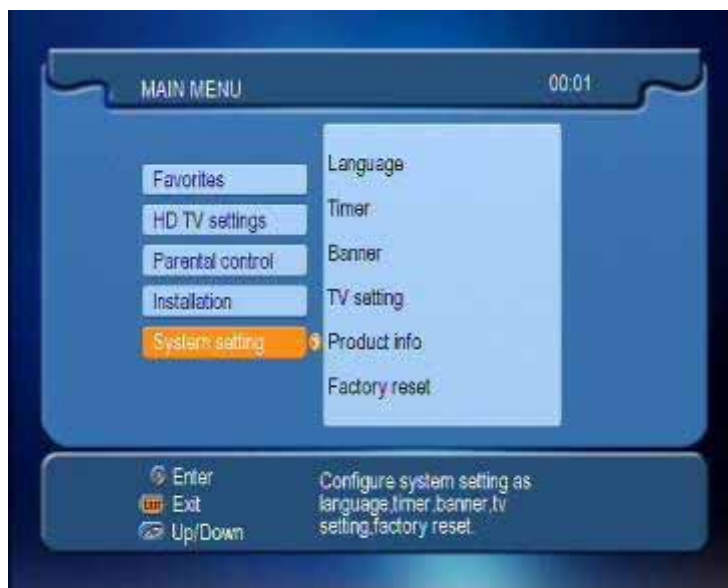 MAIN MENU
00:01
Favorites
HD TV settings
Parental control
Installation
System setting
Language
Timer
Banner
TV setting
Product info
Factory reset
Enter
Exit
Up/Down
Configure system setting as
language,timer,banner,tv
setting,factory reset.